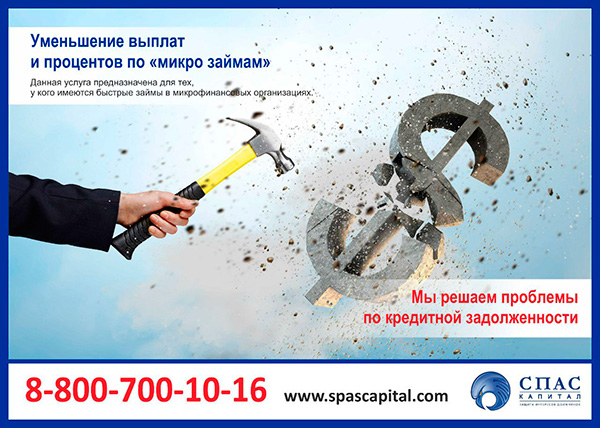 Уменьшение выплат
и процентов по «микро займам»
Данная услуга предназначена для тех,
у кого имеются быстрые займы в микрофинансовых организациях.
Мы решаем проблемы
по кредитной задолженности
8-800-700-10-16
www.spascapital.com
СПАС
КАПИТАЛ